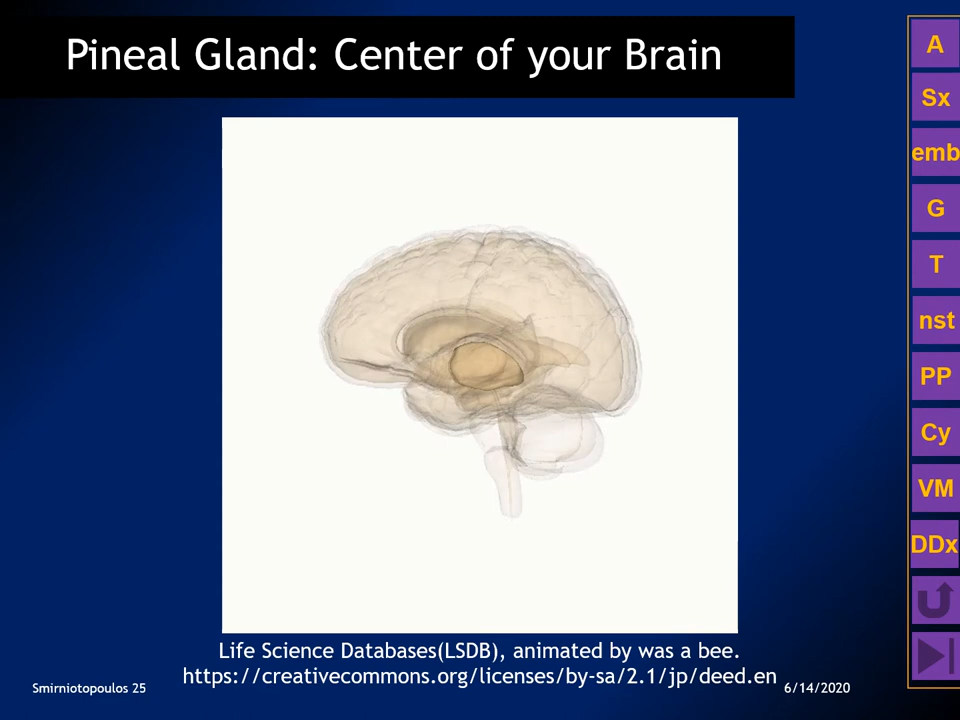 Pineal Gland: Center of your Brain
A
Sx
emb
G
T
nst
PP
Cy
VM
DDx
Life Science Databases(LSDB), animated by was a bee.
https://creativecommons.org/licenses/by-sa/2.1/jp/deed.en
Smirniotopoulos 25
6/14/2020